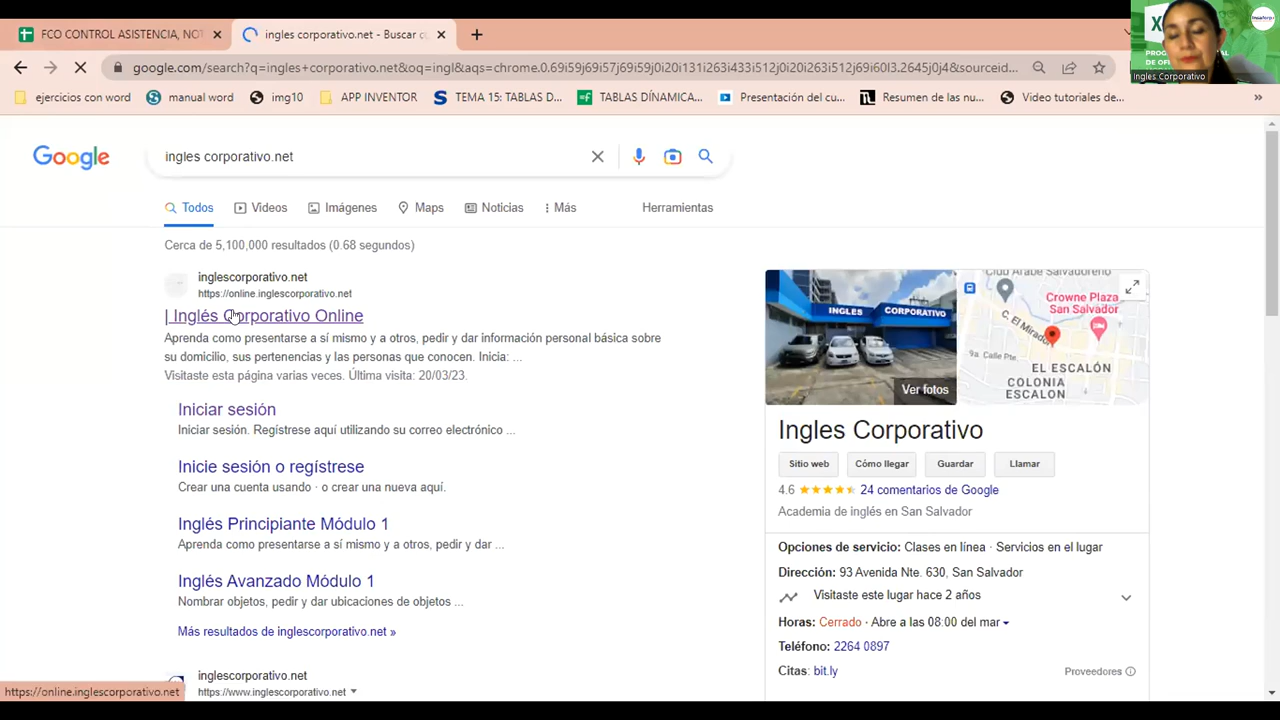 FCO CONTROL ASISTENCIA, NOT
ingles corporativo.net - Buscar co
google.com/search?q=ingles+corporativo.net&oq=ingl&aqs=chrome.0.69i59j69i57j69i59j0i20i131i263i433i512j0i20i263i512j69i60l3.2645j0j4&sourceid...
ejercicios con word
manual word
img10
APP INVENTOR
TEMA 15: TABLAS D...
TABLAS DÍNAMICA...
Presentación del cu...
Resumen de las nu...
Video tutoriales de...
Ingles Corporativo
Google
ingles corporativo.net
Todos
Videos
Imágenes
Maps
Noticias
Más
Herramientas
Cerca de 5,100,000 resultados (0.68 segundos)
inglescorporativo.net
https://online.inglescorporativo.net
| Inglés Corporativo Online
Aprenda como presentarse a sí mismo y a otros, pedir y dar información personal básica sobre
su domicilio, sus pertenencias y las personas que conocen. Inicia: ...
Visitaste esta página varias veces. Última visita: 20/03/23.
Iniciar sesión
Iniciar sesión. Regístrese aquí utilizando su correo electrónico ...
Inicie sesión o regístrese
Crear una cuenta usando · o crear una nueva aquí.
Inglés Principiante Módulo 1
Aprenda como presentarse a sí mismo y a otros, pedir y dar ...
Inglés Avanzado Módulo 1
Nombrar objetos, pedir y dar ubicaciones de objetos ...
Más resultados de inglescorporativo.net »
inglescorporativo.net
https://www.inglescorporativo.net
https://online.inglescorporativo.net
INGLES CORPORATIVO
Ver fotos
Club Arabe Salvadoreño
Crowne Plaza
San Salvador
C. El Mirador
9a. Calle Pte.
EL ESCALÓN
COLONIA
ESCALON
Ingles Corporativo
Sitio web
Cómo llegar
Guardar
Llamar
4.6
24 comentarios de Google
Academia de inglés en San Salvador
Opciones de servicio: Clases en línea · Servicios en el lugar
Dirección: 93 Avenida Nte. 630, San Salvador
Visitaste este lugar hace 2 años
Horas: Cerrado · Abre a las 08:00 del mar
Teléfono: 2264 0897
Citas: bit.ly
Proveedores